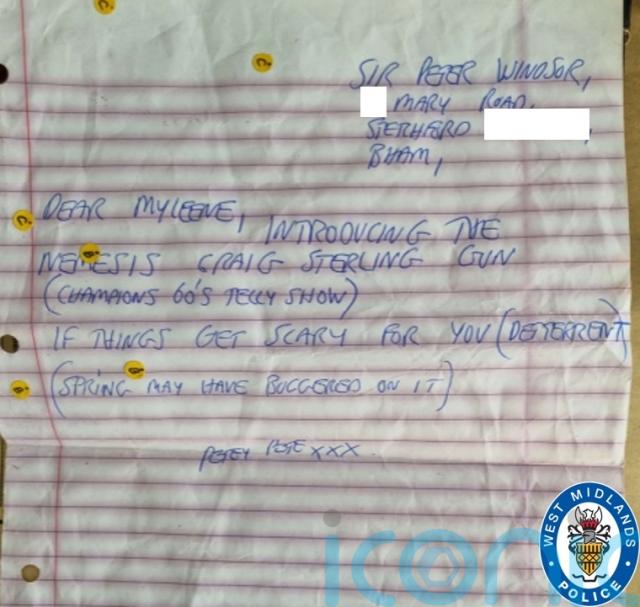 SIR PETER WINDSOR,
MARY ROAD,
STETCHFORD
BHAM,
DEAR MYLEENE, INTRODUCING THE
NEMESIS CRAIG STERLING GUN
(CHAMPIONS 60'S TELLY SHOW)
IF THINGS GET SCARY FOR YOU (DETERRENT)
(SPRING MAY HAVE BUGGERED ON IT)
PETEY PETE XXX
WEST MIDLANDS
POLICE
icon